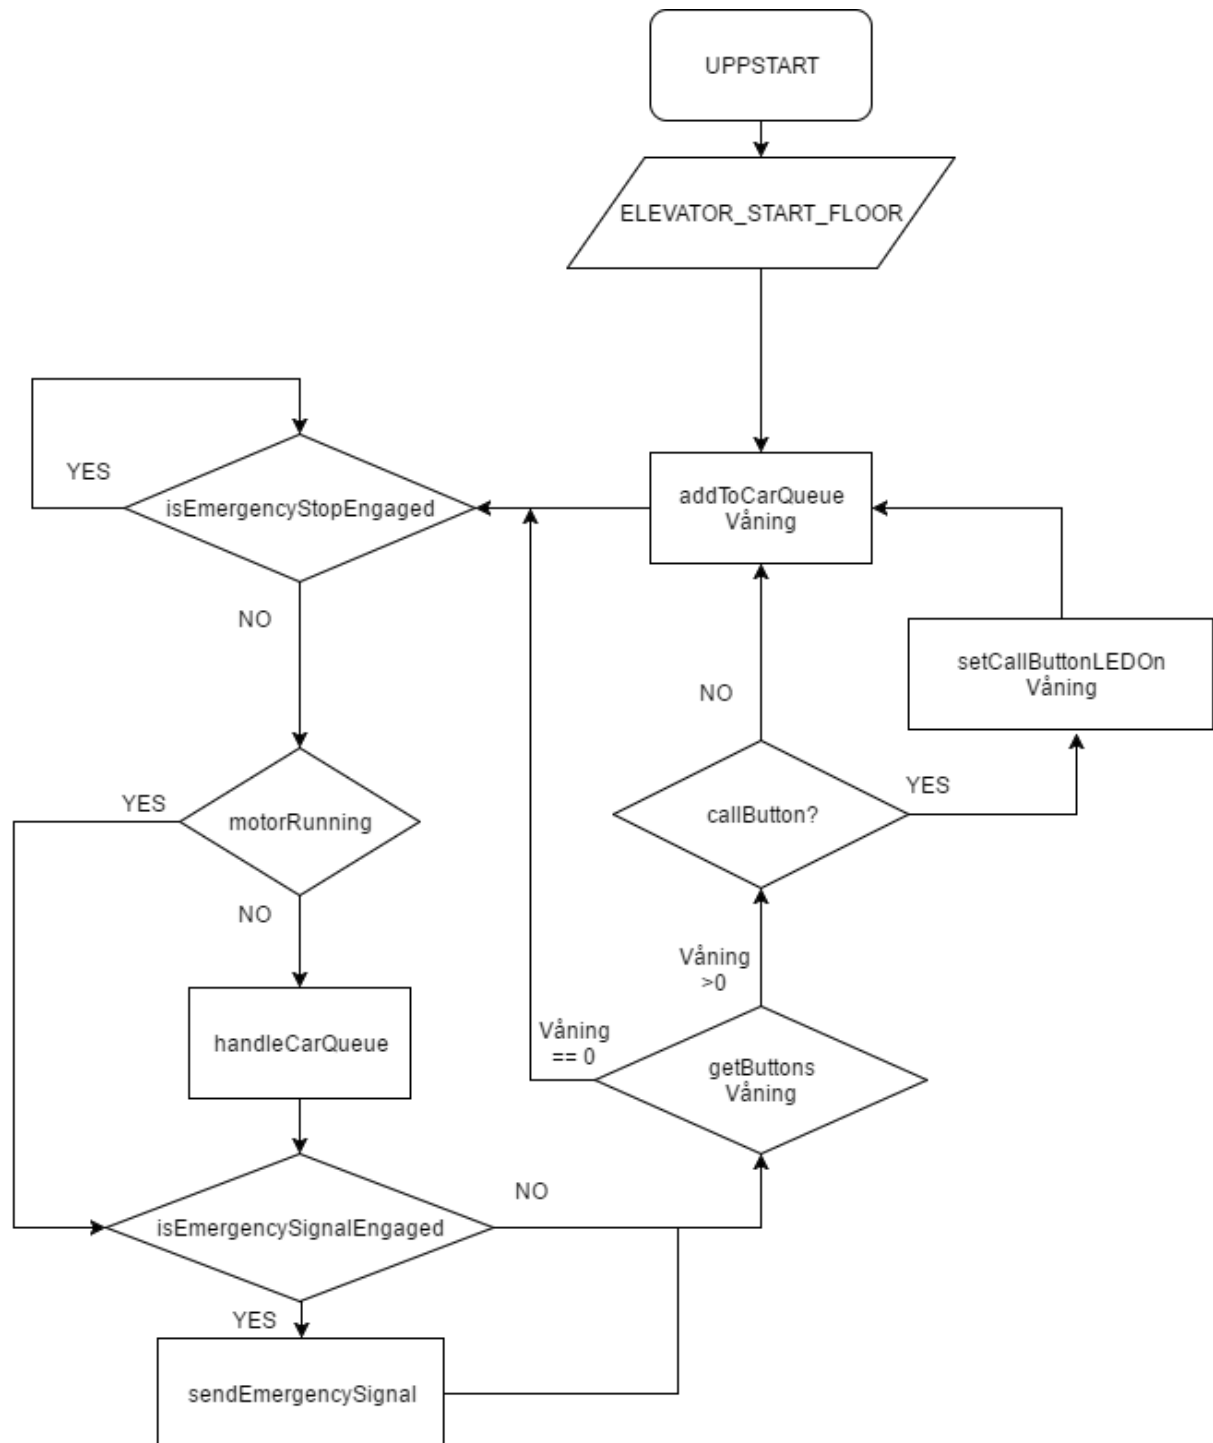 UPPSTART
ELEVATOR_START_FLOOR
YES
isEmergencyStopEngaged
addToCarQueue
Våning
NO
setCallButtonLEDOn
Våning
NO
YES
motorRunning
callButton?
YES
NO
Våning
>0
handleCarQueue
Våning
== 0
getButtons
Våning
NO
isEmergencySignalEngaged
YES
sendEmergencySignal